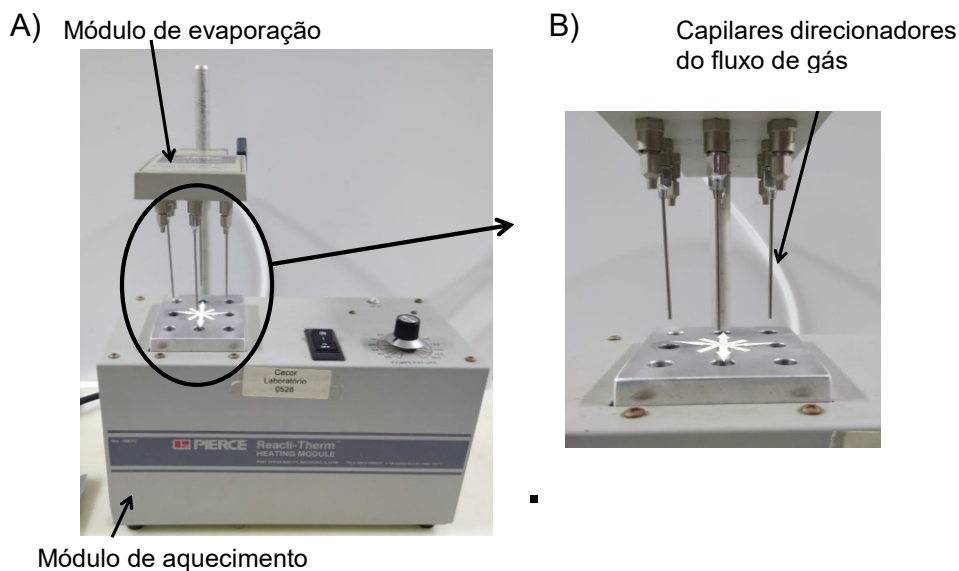 A)
Módulo de evaporação
B)
Capilares direcionadores
do fluxo de gás
Cecor
Laboratório
0528
PIERCE Reacti-Therm
HEATING MODULE
Módulo de aquecimento